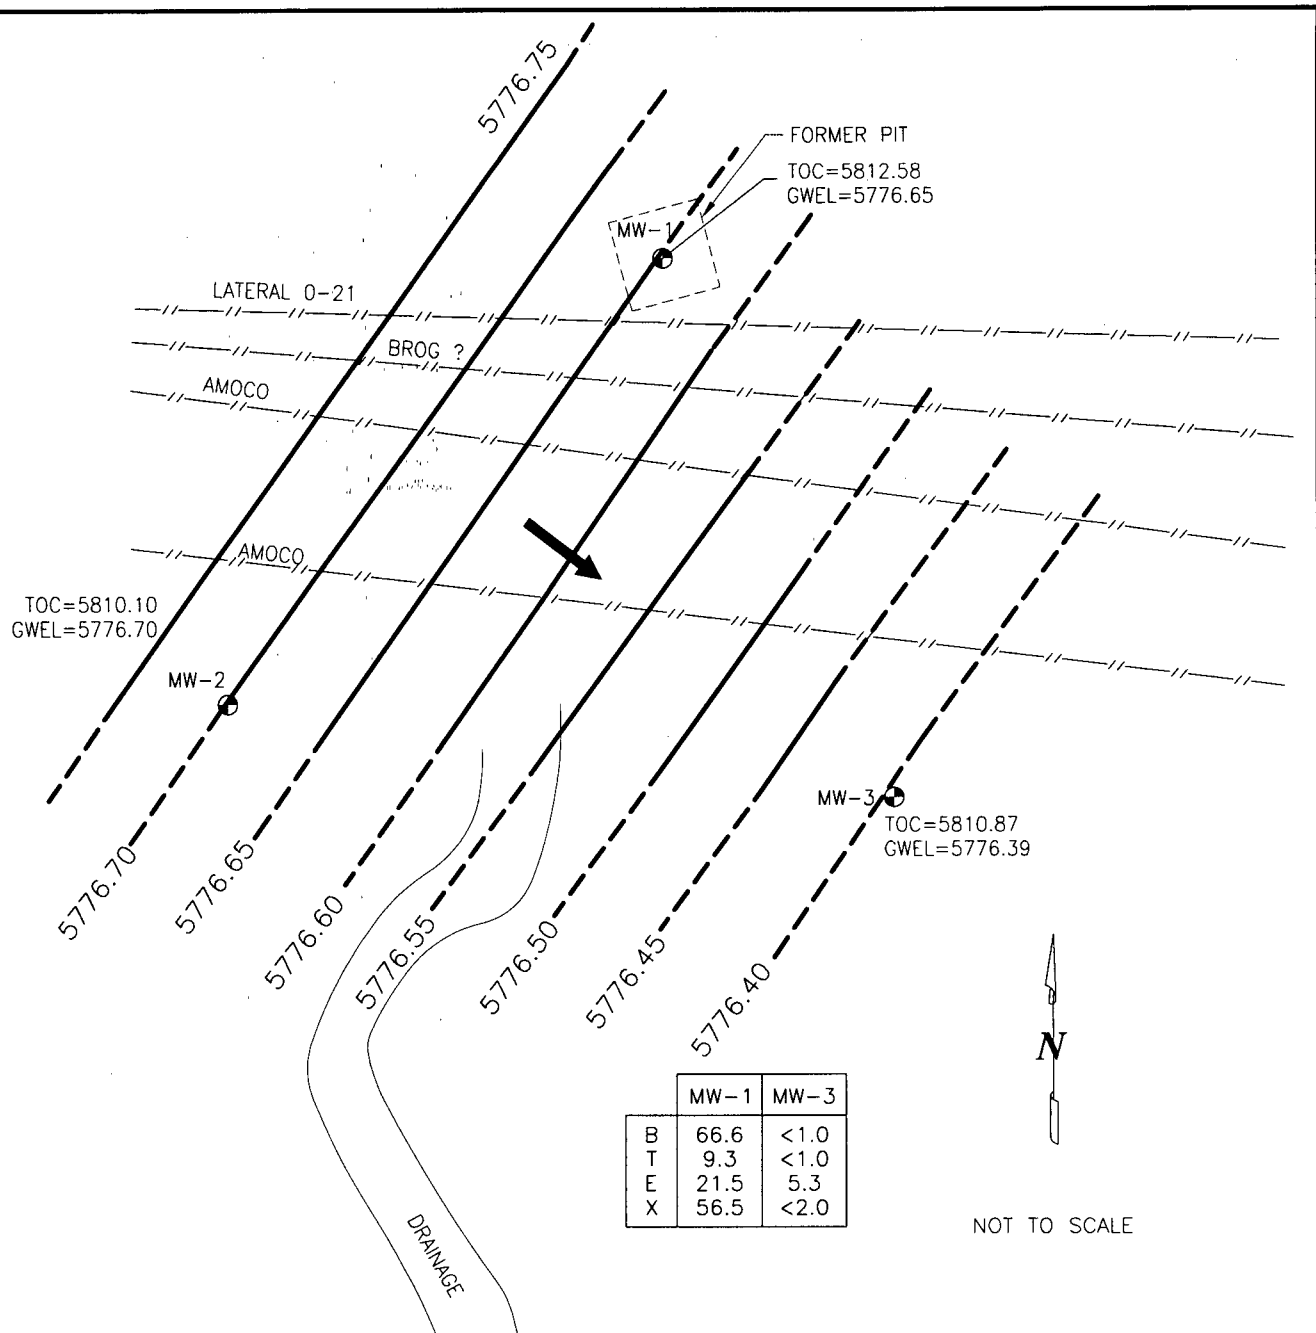 5776.75
FORMER PIT
TOC=5812.58
GWEL=5776.65
MW-1
LATERAL O-21
BROG ?
AMOCO
AMOCO
TOC=5810.10
GWEL=5776.70
MW-2
MW-3
TOC=5810.87
GWEL=5776.39
5776.70
5776.65
5776.60
5776.55
5776.50
5776.45
5776.40
N
MW-1 MW-3
B 66.6 <1.0
T 9.3 <1.0
E 21.5 5.3
X 56.5 <2.0
NOT TO SCALE
DRAINAGE